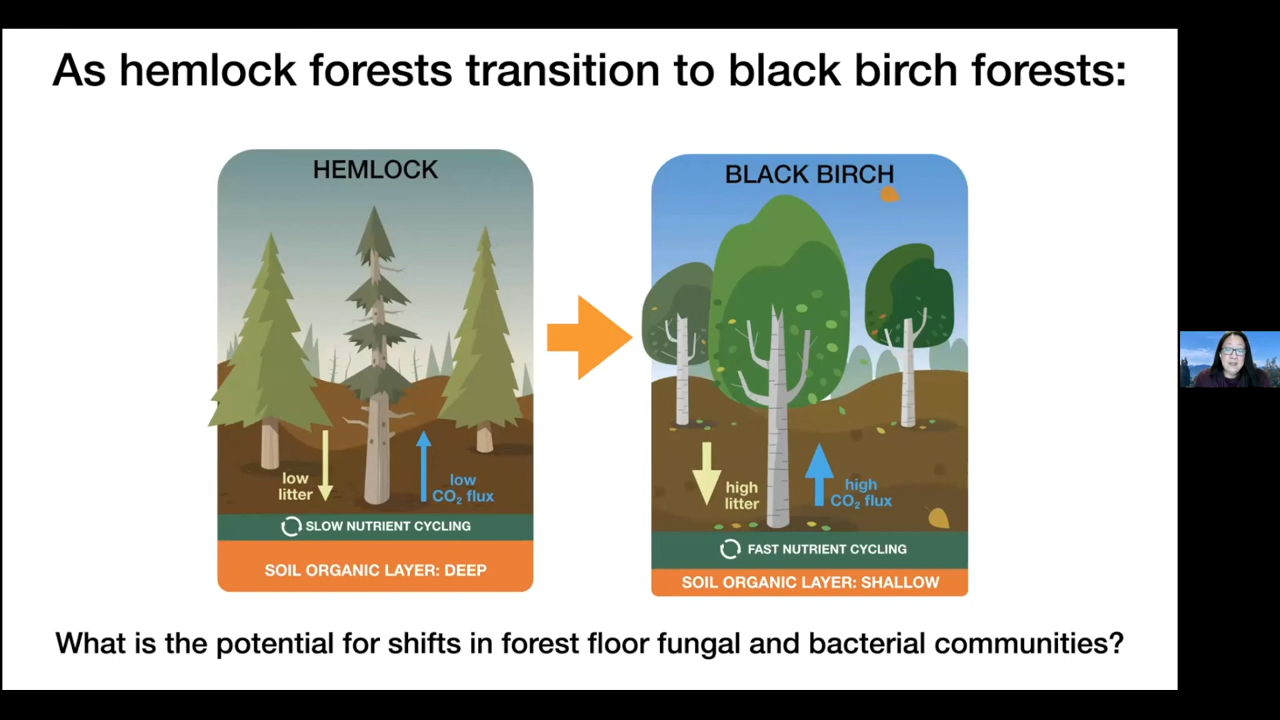 As hemlock forests transition to black birch forests:
HEMLOCK
low
litter
low
CO₂ flux
SLOW NUTRIENT CYCLING
SOIL ORGANIC LAYER: DEEP
BLACK BIRCH
high
litter
high
CO₂ flux
FAST NUTRIENT CYCLING
SOIL ORGANIC LAYER: SHALLOW
What is the potential for shifts in forest floor fungal and bacterial communities?